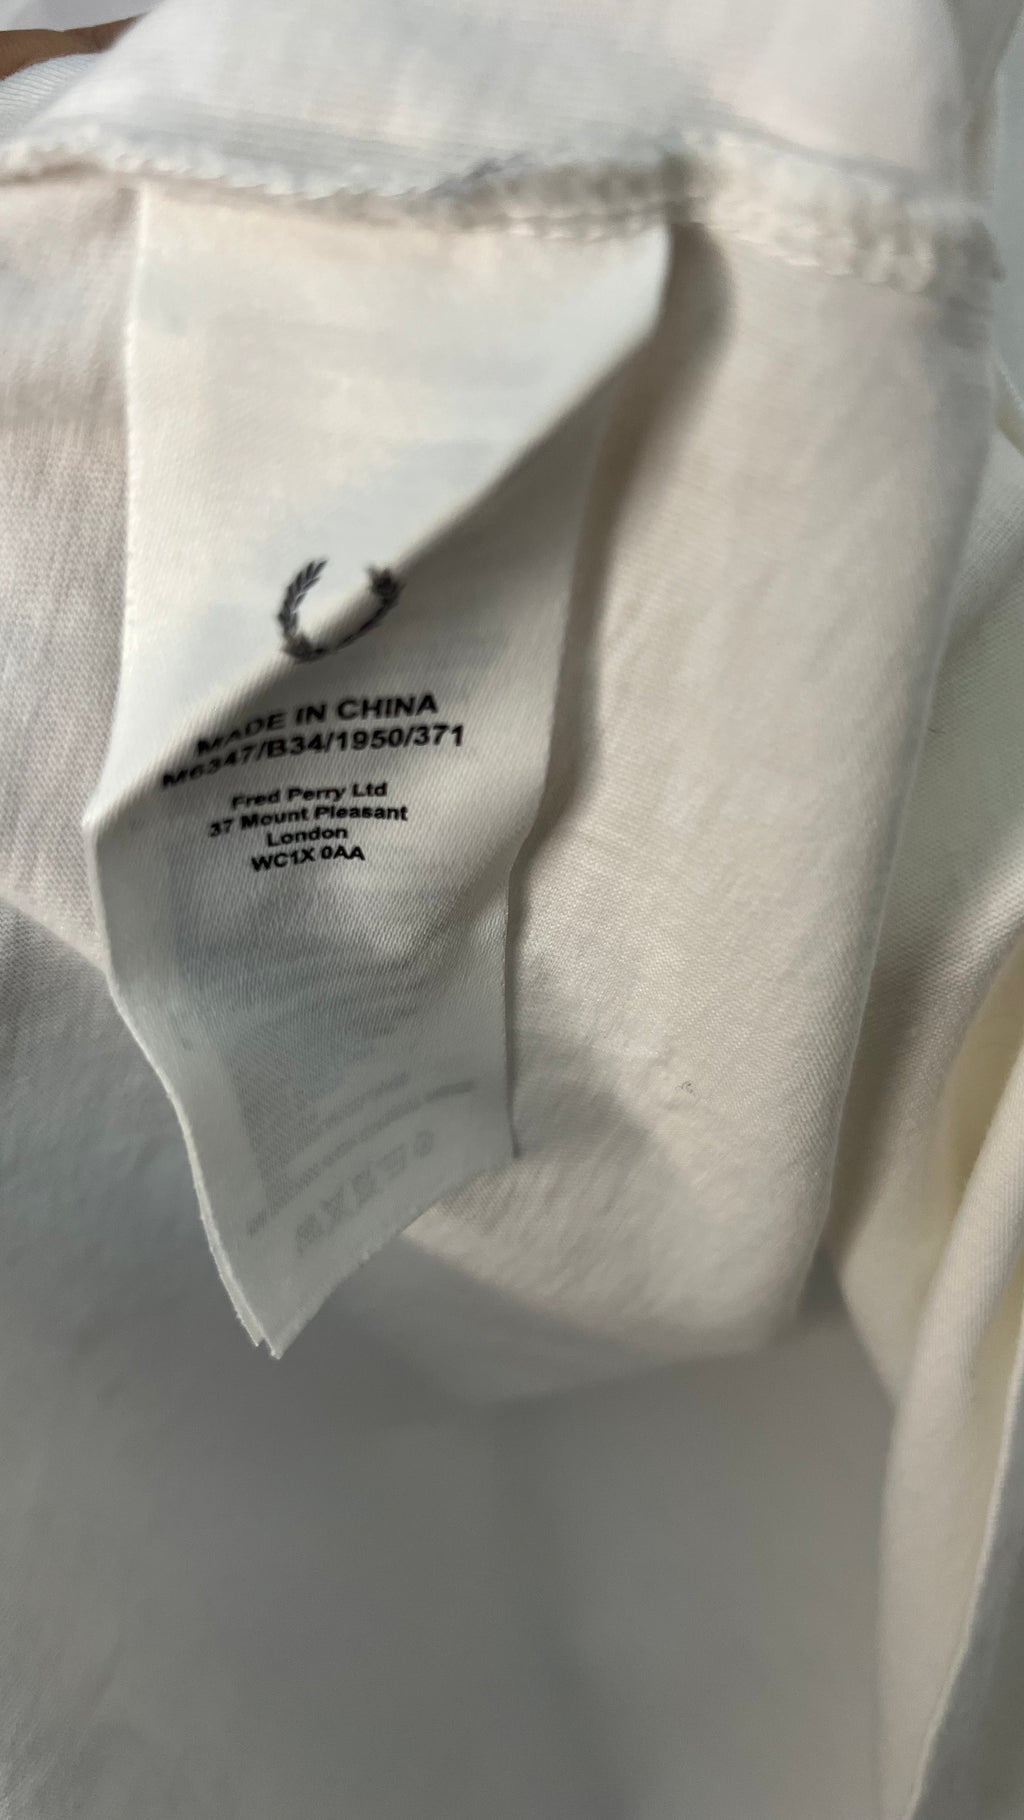 MADE IN CHINA
M6347/B34/1950/371
Fred Perry Ltd
37 Mount Pleasant
London
WC1X 0AA